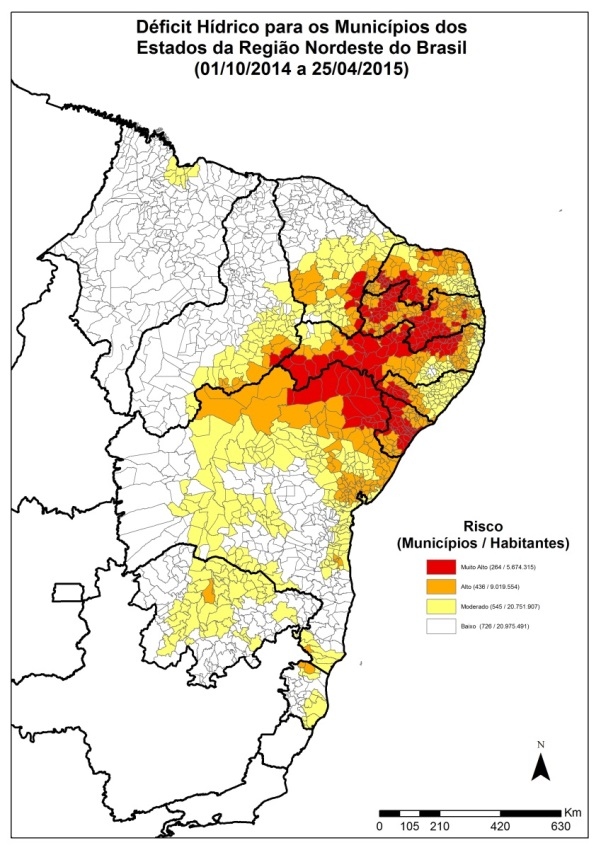 Déficit Hídrico para os Municípios dos
Estados da Região Nordeste do Brasil
(01/10/2014 a 25/04/2015)
Risco
(Municípios / Habitantes)
Muito Alto (264 / 5.674.315)
Alto (436 / 9.019.554)
Moderado (545 / 20.751.907)
Baixo (726 / 20.975.491)
N
Km
0 105 210 420 630